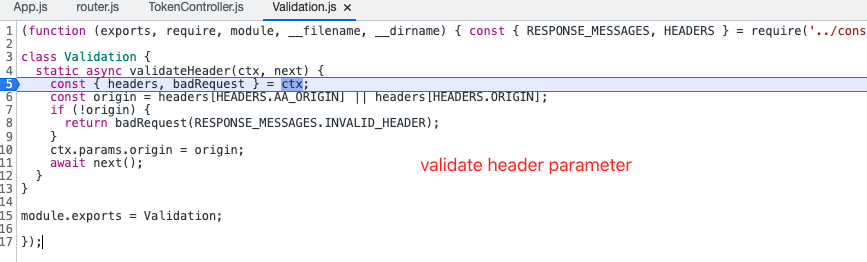 App.js router.js TokenController.js Validation.js ×
1 (function (exports, require, module, __filename, __dirname) { const { RESPONSE_MESSAGES, HEADERS } = require('../cons
2
3 class Validation {
4 static async validateHeader(ctx, next) {
5 const { headers, badRequest } = ctx;
6 const origin = headers[HEADERS.AA_ORIGIN] || headers[HEADERS.ORIGIN];
7 if (!origin) {
8 return badRequest(RESPONSE_MESSAGES.INVALID_HEADER);
9 }
10 ctx.params.origin = origin;
11 await next();
validate header parameter
12 }
13 }
14
15 module.exports = Validation;
16
17 });